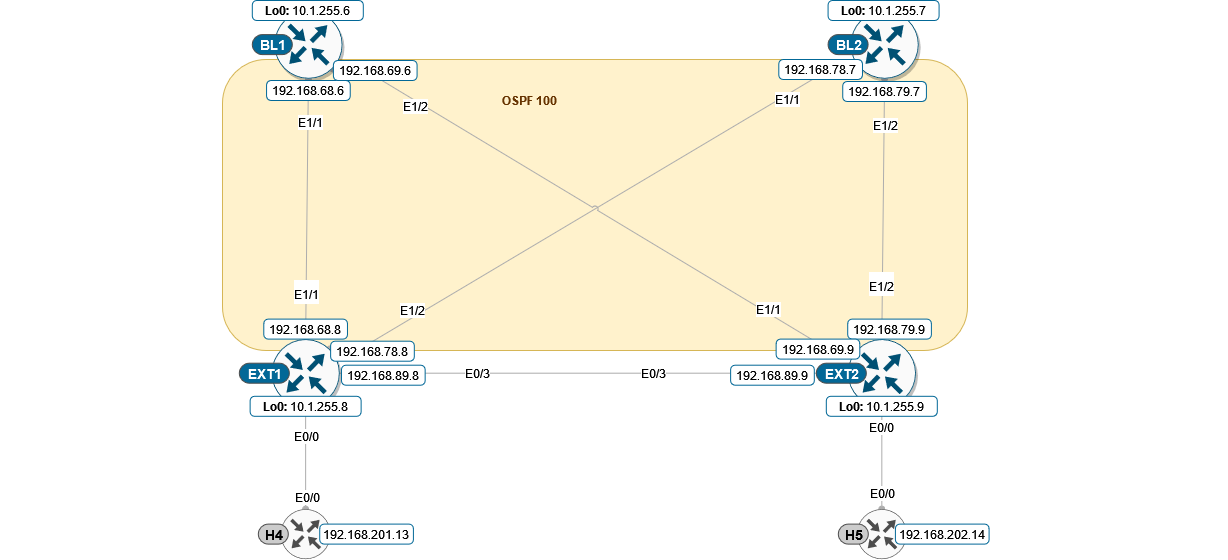 Lo0: 10.1.255.6
Lo0: 10.1.255.7
BL1
BL2
192.168.69.6
192.168.78.7
192.168.68.6
192.168.79.7
OSPF 100
E1/2
E1/1
E1/1
E1/2
E1/1
E1/2
E1/2
E1/1
192.168.68.8
192.168.79.9
192.168.78.8
192.168.69.9
EXT1
192.168.89.8
E0/3
E0/3
192.168.89.9
EXT2
Lo0: 10.1.255.8
Lo0: 10.1.255.9
E0/0
E0/0
E0/0
E0/0
H4
192.168.201.13
H5
192.168.202.14